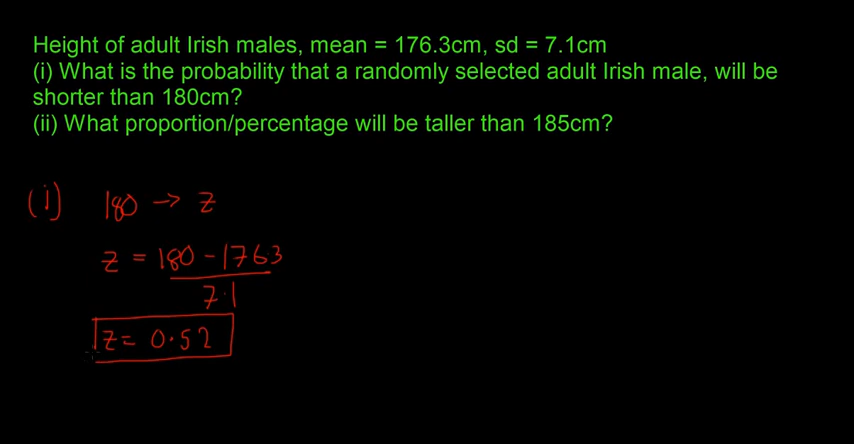 Height of adult Irish males, mean = 176.3cm, sd = 7.1cm
(i) What is the probability that a randomly selected adult Irish male, will be
shorter than 180cm?
(ii) What proportion/percentage will be taller than 185cm?
(i) 180 → z
z = 180 - 176.3
7.1
z = 0.52